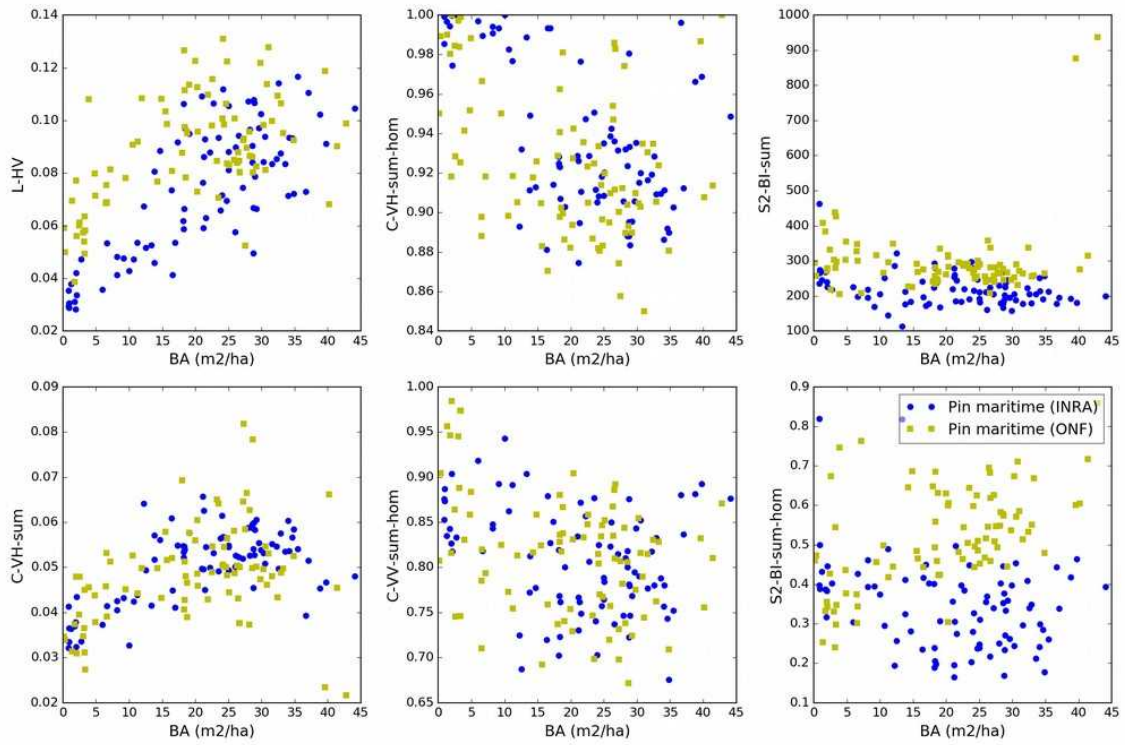 0.14
0.12
0.10
0.08
0.06
0.04
0.02
L-HV
0 5 10 15 20 25 30 35 40 45
BA (m2/ha)
1.00
0.98
0.96
0.94
0.92
0.90
0.88
0.86
0.84
C-VH-sum-hom
0 5 10 15 20 25 30 35 40 45
BA (m2/ha)
1000
900
800
700
600
500
400
300
200
100
S2-BI-sum
0 5 10 15 20 25 30 35 40 45
BA (m2/ha)
0.09
0.08
0.07
0.06
0.05
0.04
0.03
0.02
C-VH-sum
0 5 10 15 20 25 30 35 40 45
BA (m2/ha)
1.00
0.95
0.90
0.85
0.80
0.75
0.70
0.65
C-VV-sum-hom
0 5 10 15 20 25 30 35 40 45
BA (m2/ha)
0.9
0.8
0.7
0.6
0.5
0.4
0.3
0.2
0.1
S2-BI-sum-hom
Pin maritime (INRA)
Pin maritime (ONF)
0 5 10 15 20 25 30 35 40 45
BA (m2/ha)